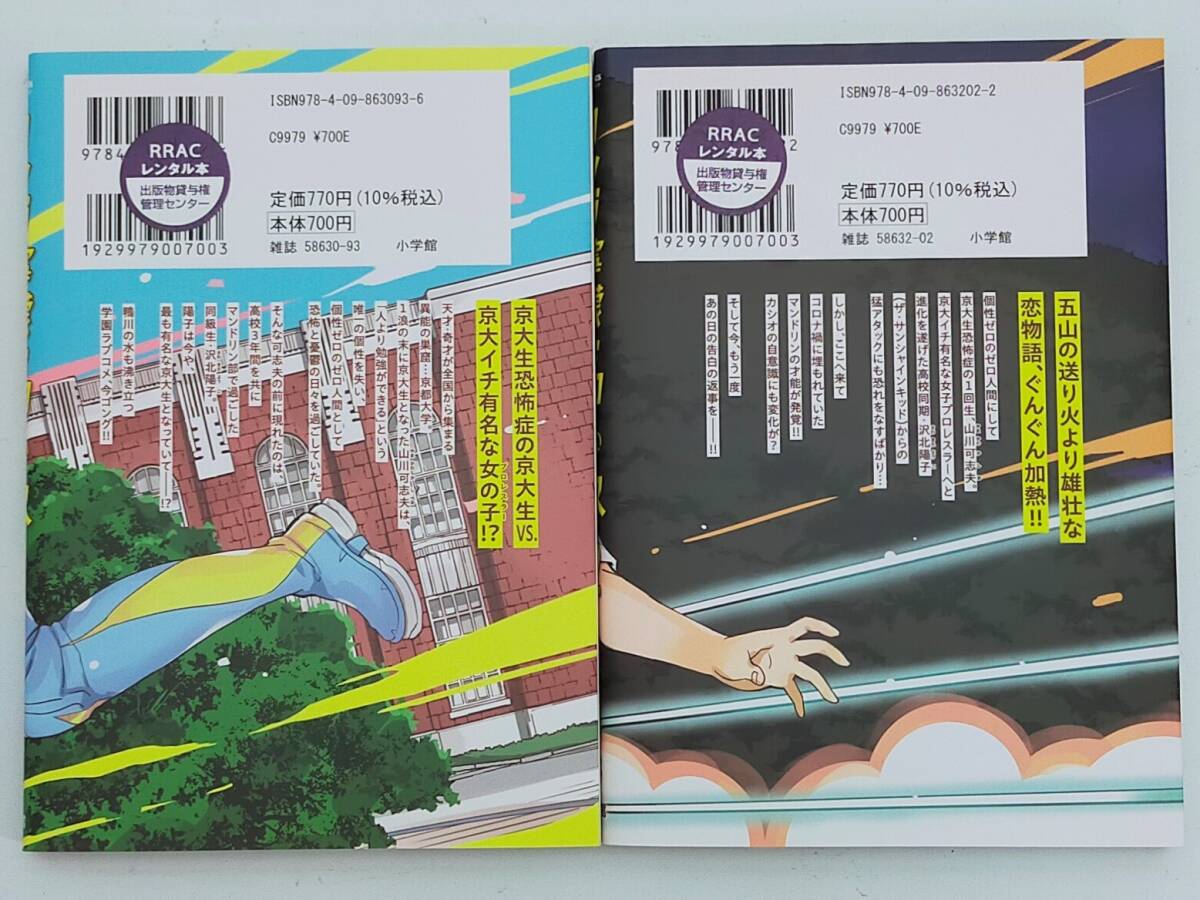 ISBN978-4-09-863093-6
C9979 ¥700E
RRAC
レンタル本
出版物貸与権
管理センター
定価770円(10%税込)
本体700円
1929979007003
雑誌 58630-93
小学館
京大生恐怖症の京大生VS.
京大イチ有名な女の子!?
プロレスラー
天才・奇才が全国から集まる
異能の巣窟…京都大学。
1浪の末に京大生となった山川可志夫は、
「人より勉強ができる」という
唯一の個性を失い、
個性ゼロのゼロ人間として
恐怖と憂鬱の日々を過ごしていた。
そんな可志夫の前に現れたのは、
高校3年間を共に
マンドリン部で過ごした
同級生・沢北陽子。
陽子は今や、
最も有名な京大生となっていて——!?
鴨川の水も沸き立つ
学園ラブコメ、今ゴング!!
ISBN978-4-09-863202-2
C9979 ¥700E
RRAC
レンタル本
出版物貸与権
管理センター
定価770円(10%税込)
本体700円
1929979007003
雑誌 58632-02
小学館
五山の送り火より雄壮な
恋物語、ぐんぐん加熱!!
個性ゼロのゼロ人間にして
京大生恐怖症の1回生、山川可志夫。
京大イチ有名な女子プロレスラーへと
進化を遂げた高校同期・沢北陽子
(ザ・サンシャインキッド)からの
猛アタックにも恐れをなすばかり…
しかし、ここへ来て
コロナ禍に埋もれていた
マンドリンの才能が発覚!!
カシオの自意識にも変化が?
そして今、もう一度
あの日の告白の返事を——!!